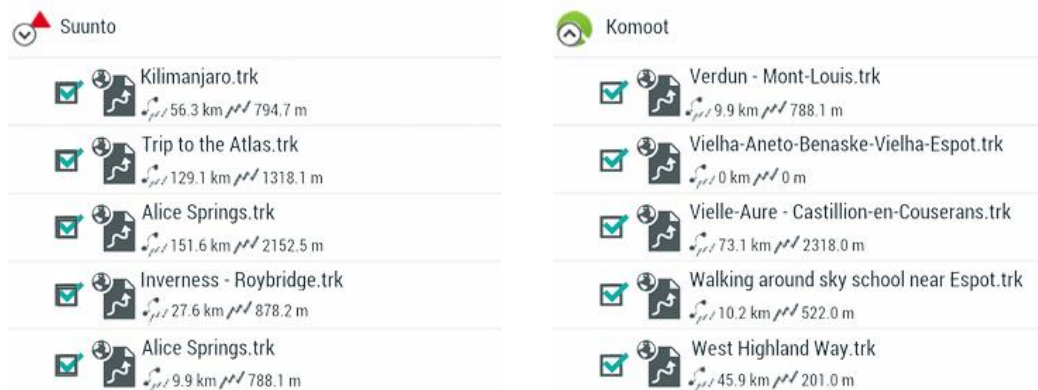 Suunto
Kilimanjaro.trk
56.3 km 794.7 m
Trip to the Atlas.trk
129.1 km 1318.1 m
Alice Springs.trk
151.6 km 2152.5 m
Inverness - Roybridge.trk
27.6 km 878.2 m
Alice Springs.trk
9.9 km 788.1 m
Komoot
Verdun - Mont-Louis.trk
9.9 km 788.1 m
Vielha-Aneto-Benaske-Vielha-Espot.trk
0 km 0 m
Vielle-Aure - Castillion-en-Couserans.trk
73.1 km 2318.0 m
Walking around sky school near Espot.trk
10.2 km 522.0 m
West Highland Way.trk
45.9 km 201.0 m